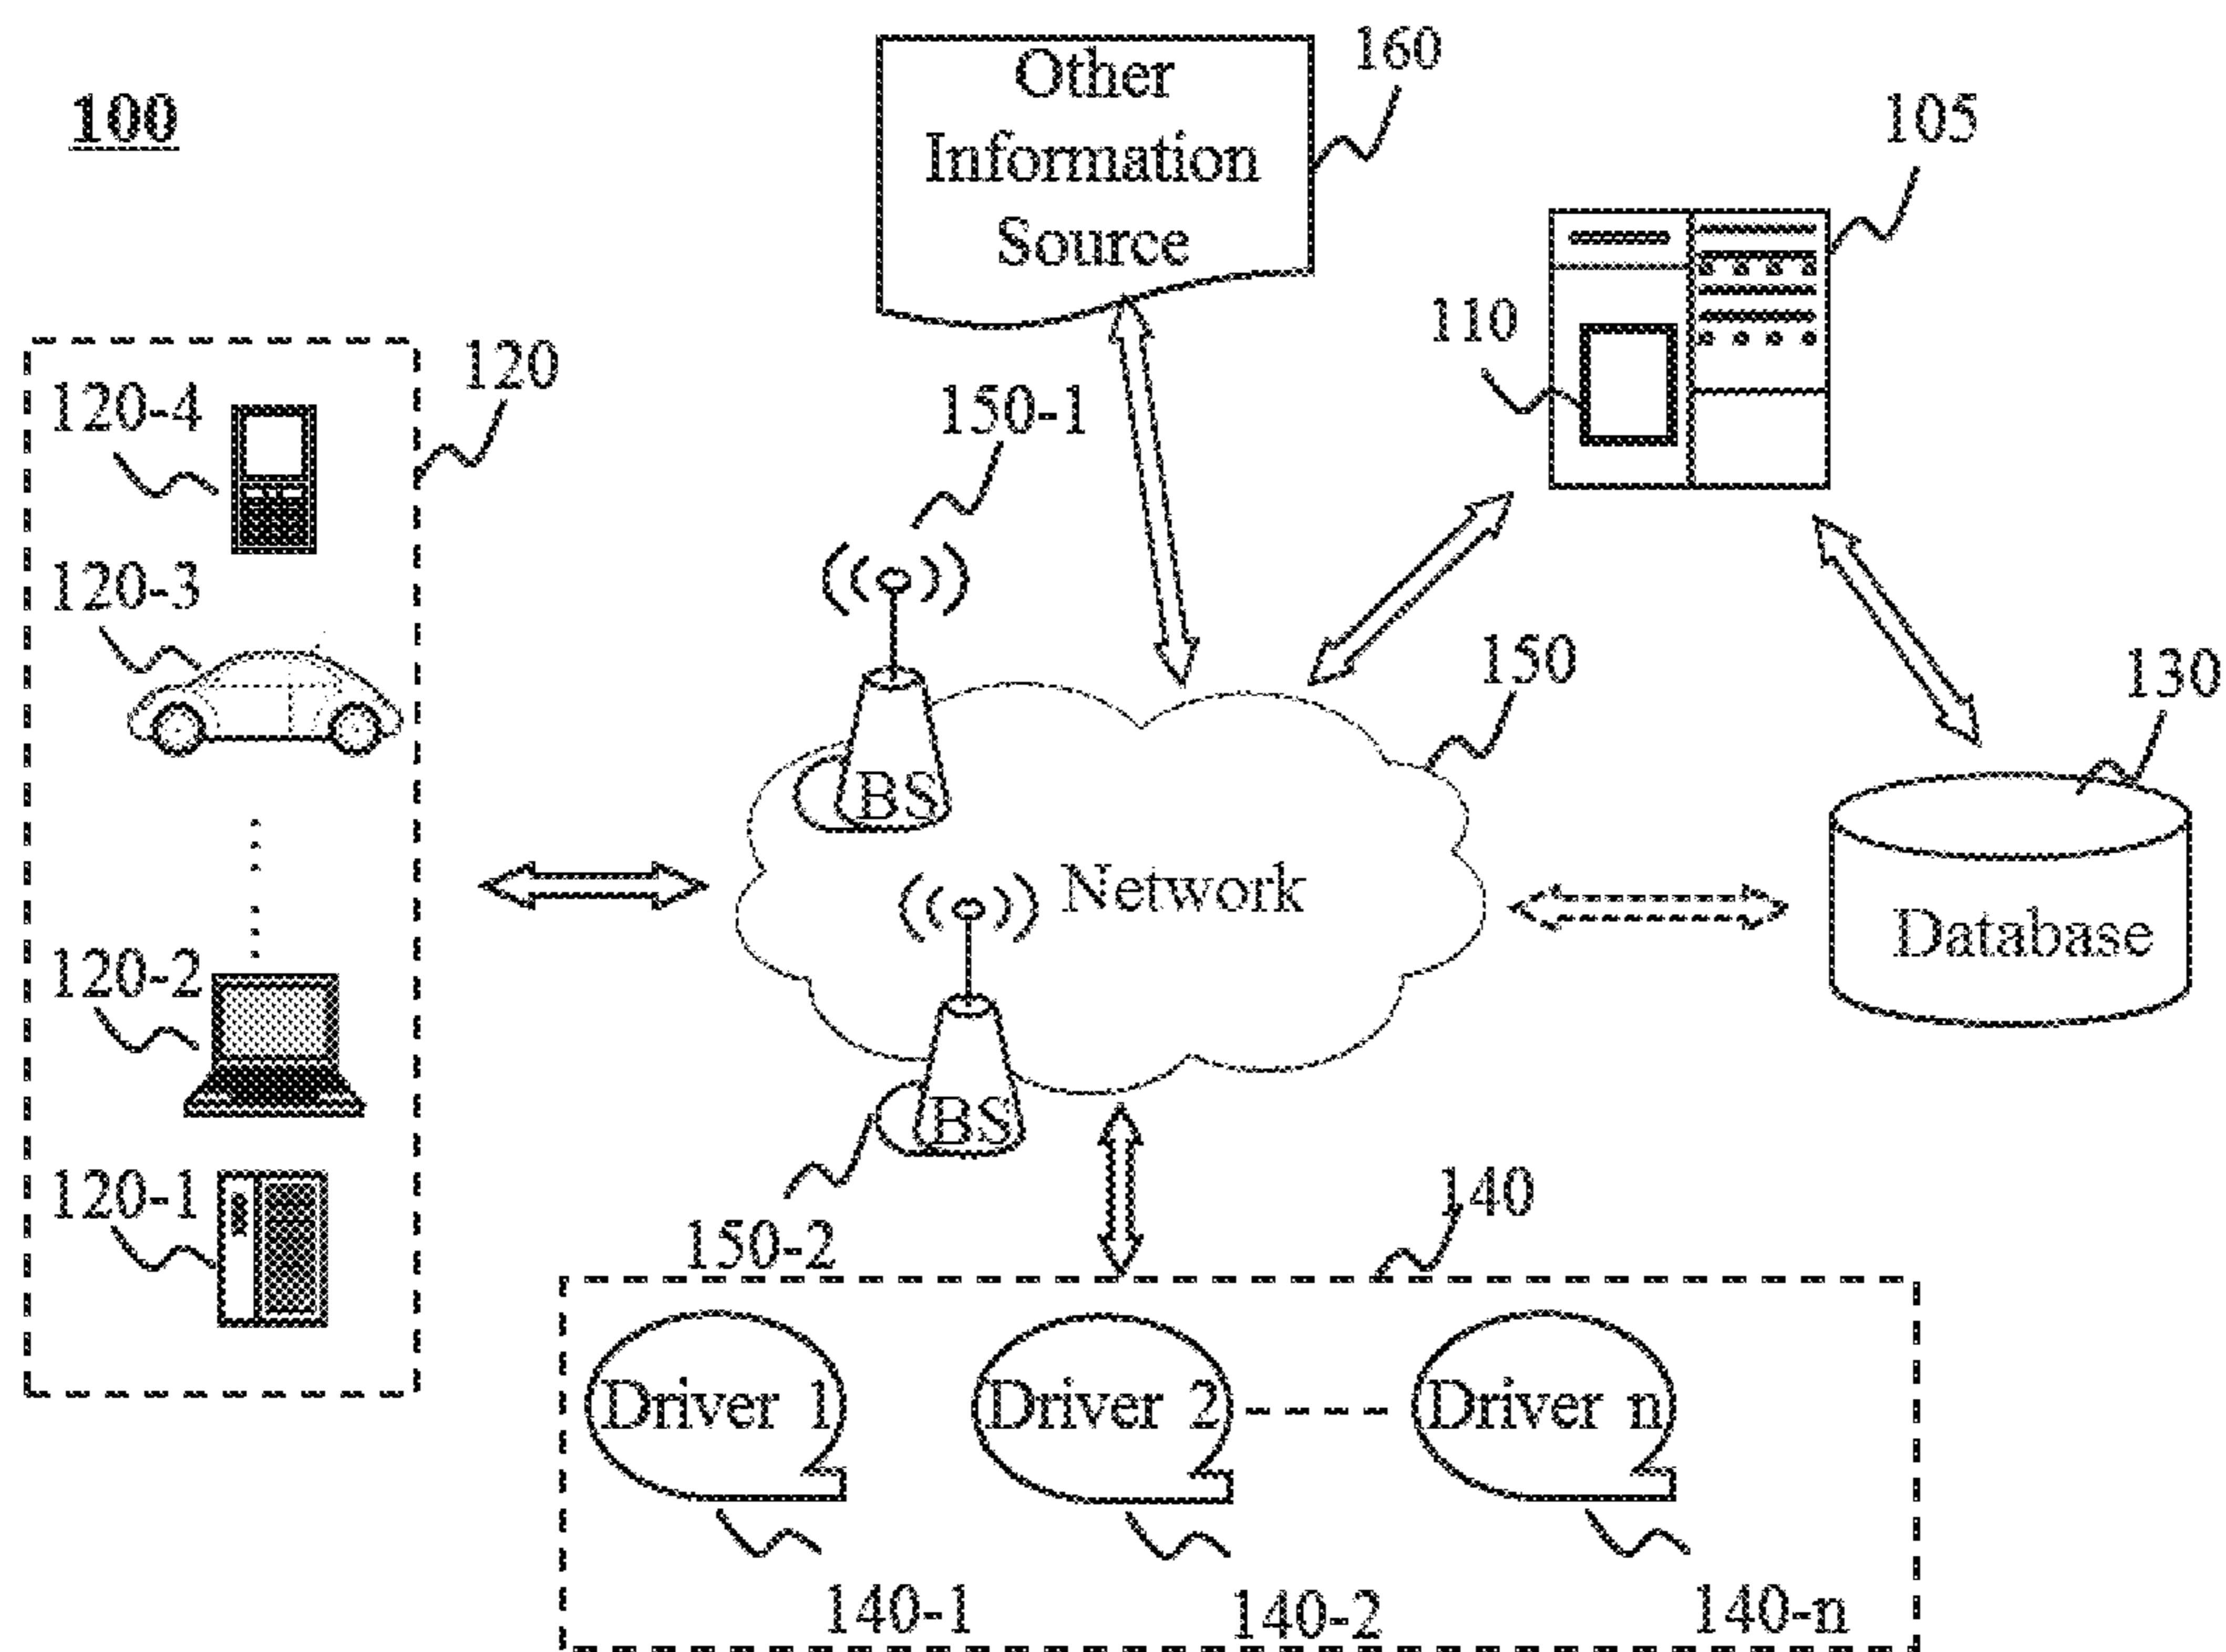 100
Other
Information
Source
160
105
110
120
120-4
150-1
120-3
150
130
BS
Network
Database
120-2
BS
120-1
150-2
140
Driver 1
Driver 2
Driver n
140-1
140-2
140-n